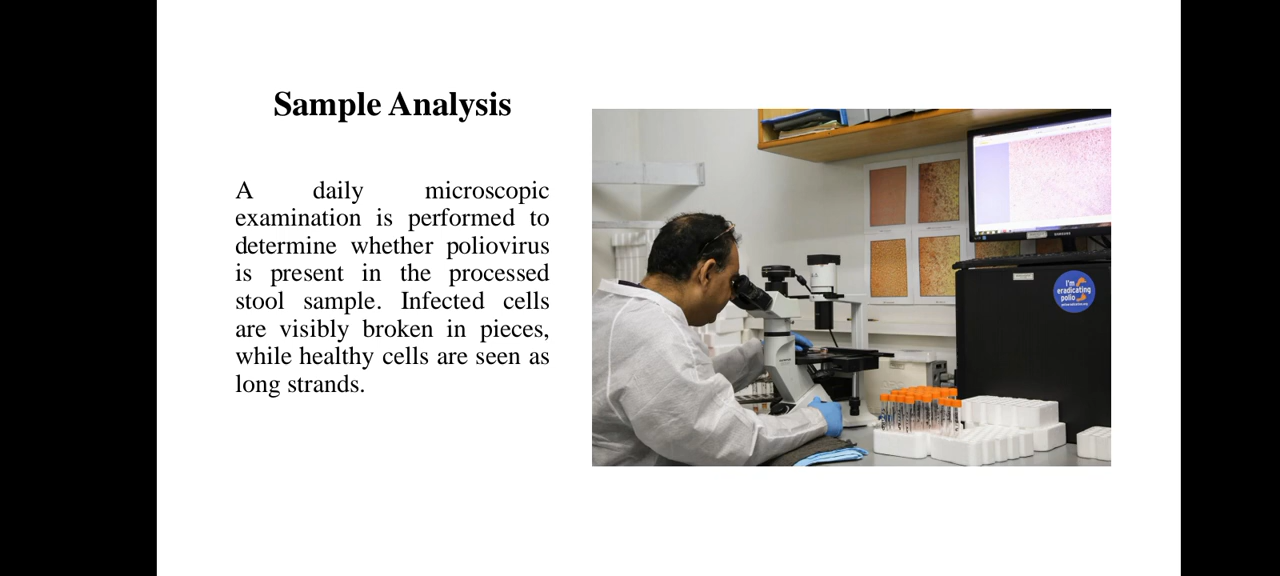 Sample Analysis
A daily microscopic
examination is performed to
determine whether poliovirus
is present in the processed
stool sample. Infected cells
are visibly broken in pieces,
while healthy cells are seen as
long strands.
SAMSUNG
I'm
eradicating
polio